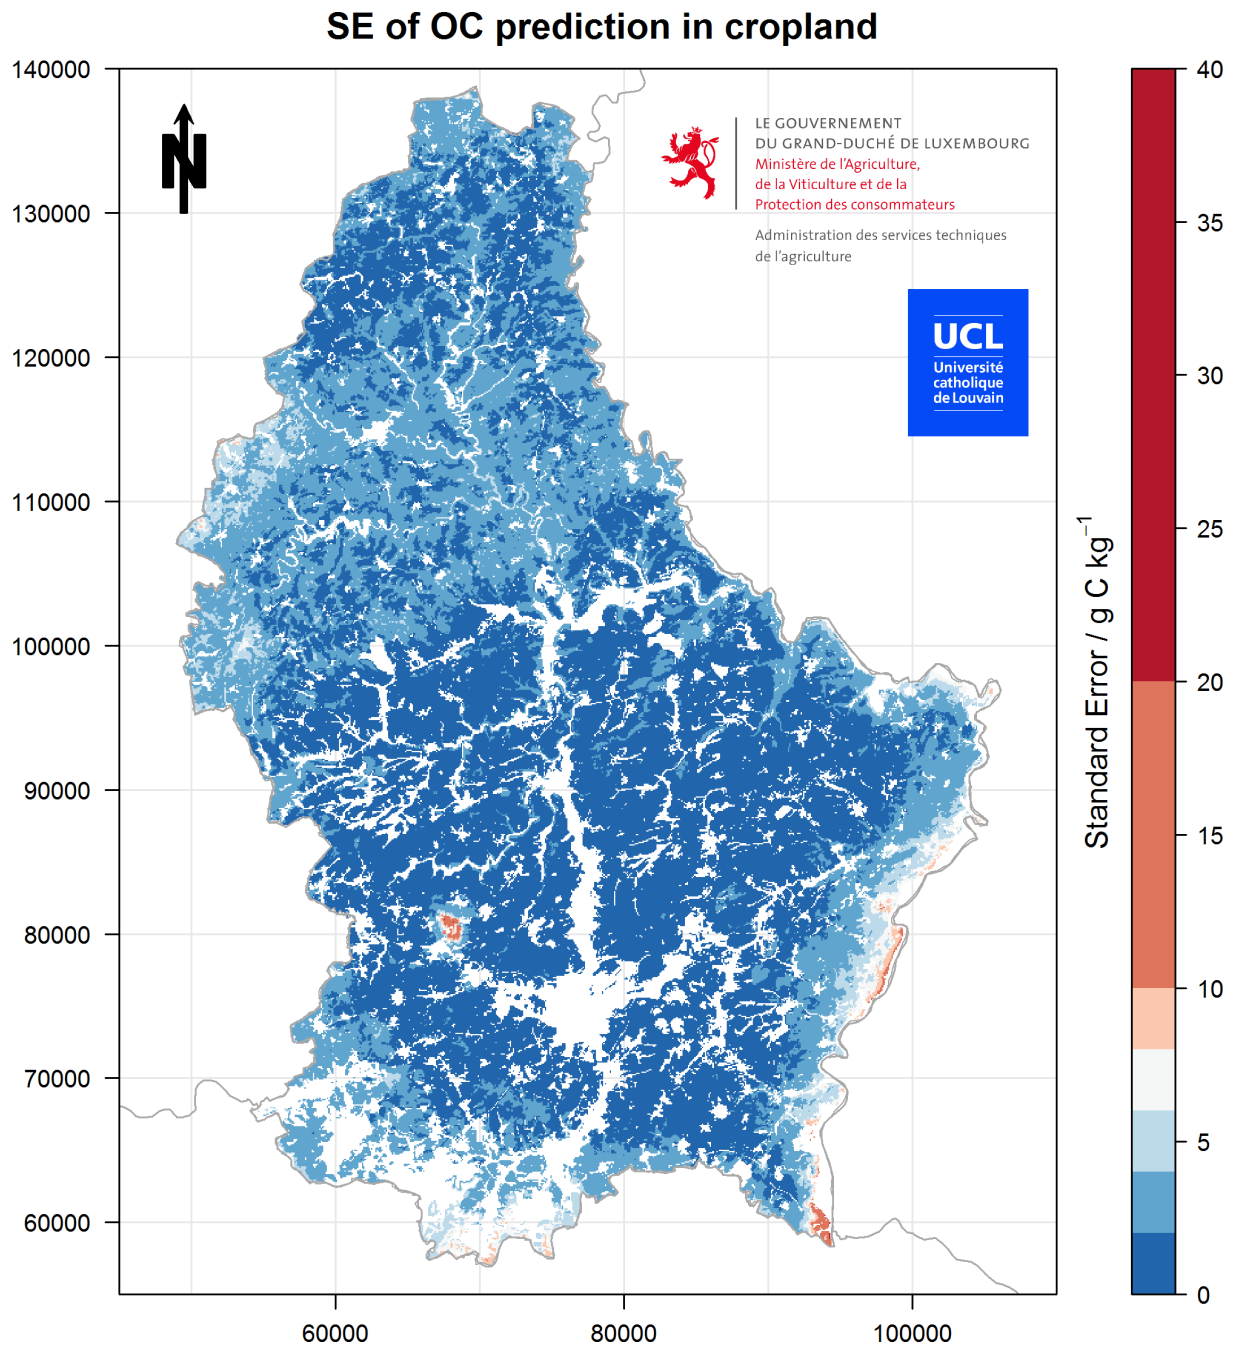 SE of OC prediction in cropland
140000
130000
120000
110000
100000
90000
80000
70000
60000
60000
80000
100000
N
LE GOUVERNEMENT
DU GRAND-DUCHÉ DE LUXEMBOURG
Ministère de l'Agriculture,
de la Viticulture et de la
Protection des consommateurs
Administration des services techniques
de l'agriculture
UCL
Université
catholique
de Louvain
Standard Error / g C kg⁻¹
40
35
30
25
20
15
10
5
0